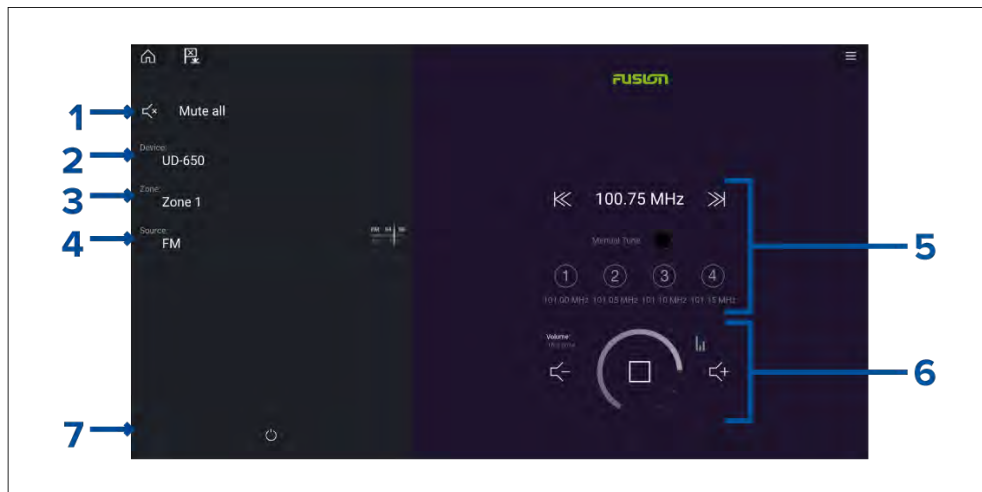 FUSION
1
Mute all
2
Device:
UD-650
3
Zone:
Zone 1
4
Source:
FM
100.75 MHz
Manual Tune
1 2 3 4
101.00 MHz 101.05 MHz 101.10 MHz 101.15 MHz
5
Volume:
6
7